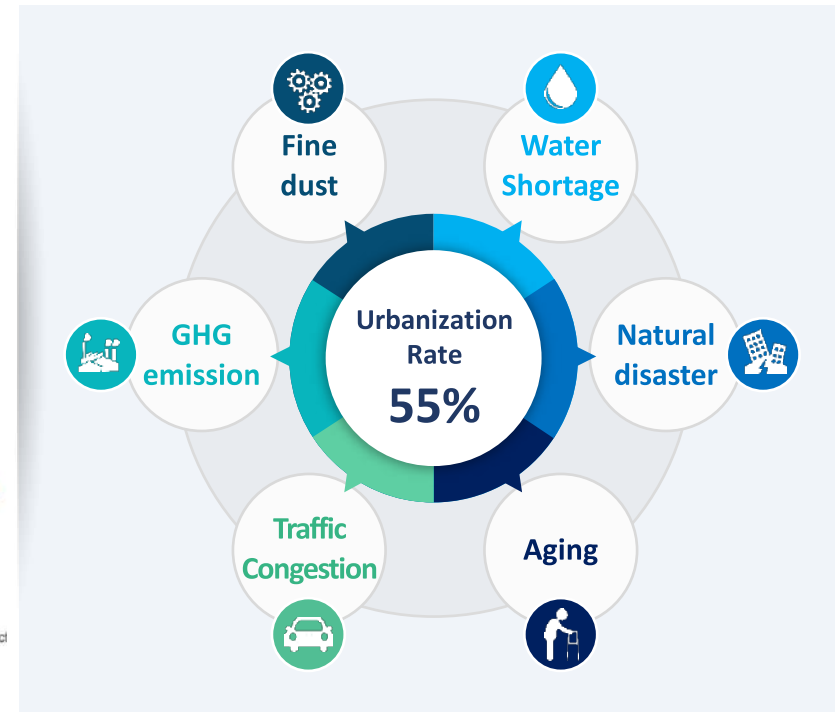 Fine
dust
Water
Shortage
Urbanization
Rate
55%
GHG
emission
Natural
disaster
Traffic
Congestion
Aging